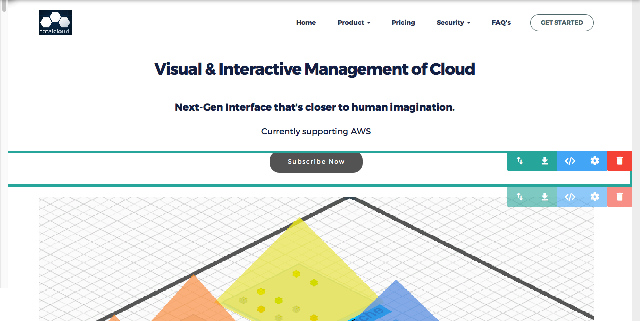 totalcloud
Home Product Pricing Security FAQ's GET STARTED
Visual & Interactive Management of Cloud
Next-Gen Interface that's closer to human imagination.
Currently supporting AWS
Subscribe Now